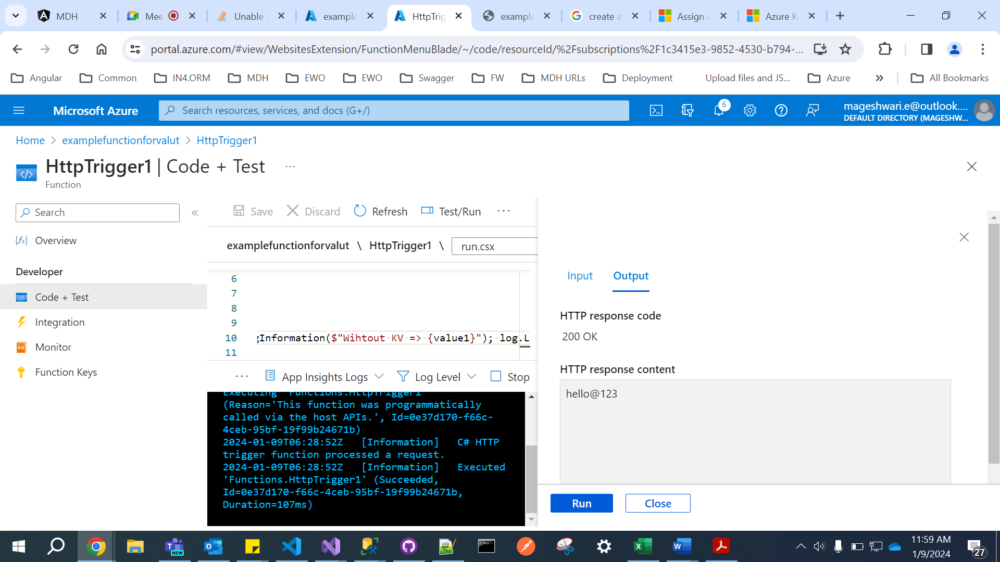 MDH
Mee
Unable
example
HttpTrig
example
create a
Assign a
Azure K
portal.azure.com/#view/WebsitesExtension/FunctionMenuBlade/~/code/resourceId/%2Fsubscriptions%2F1c3415e3-9852-4530-b794-...
Angular
Common
IN4.ORM
MDH
EWO
EWO
Swagger
FW
MDH URLs
Deployment
Upload files and JS...
Azure
All Bookmarks
Microsoft Azure
Search resources, services, and docs (G+/)
6
mageshwari.e@outlook....
DEFAULT DIRECTORY (MAGESHW...
Home > examplefunctionforvalut > HttpTrigger1
HttpTrigger1 | Code + Test ...
Function
Search
Overview
Developer
Code + Test
Integration
Monitor
Function Keys
Save
Discard
Refresh
Test/Run
...
examplefunctionforvalut \ HttpTrigger1 \ run.csx
6
7
8
9
10 gInformation($"Wihtout KV => {value1}"); log.L
11
...
App Insights Logs
Log Level
Stop
Executing 'Functions.HttpTrigger1'
(Reason='This function was programmatically
called via the host APIs.', Id=0e37d170-f66c-
4ceb-95bf-19f99b24671b)
2024-01-09T06:28:52Z [Information] C# HTTP
trigger function processed a request.
2024-01-09T06:28:52Z [Information] Executed
'Functions.HttpTrigger1' (Succeeded,
Id=0e37d170-f66c-4ceb-95bf-19f99b24671b,
Duration=107ms)
Input
Output
HTTP response code
200 OK
HTTP response content
hello@123
Run
Close
NEW
11:59 AM
1/9/2024
27